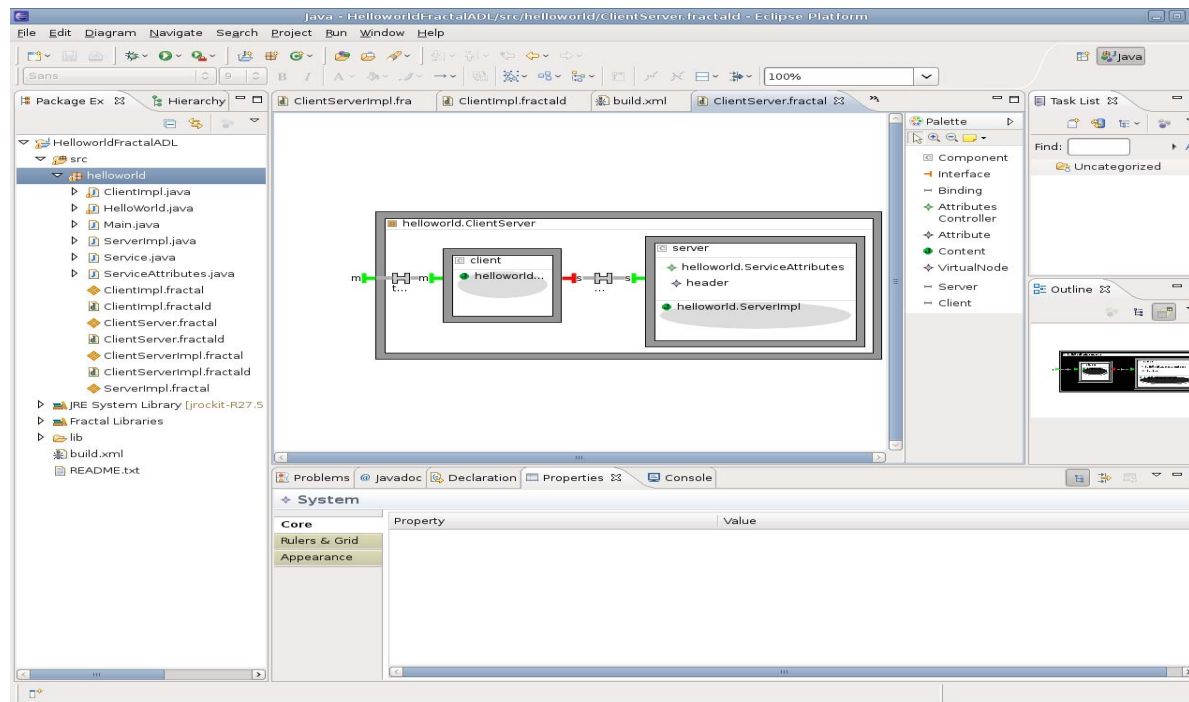 Java - HelloworldFractalADL/src/helloworld/ClientServer.fractald - Eclipse Platform
File Edit Diagram Navigate Search Project Run Window Help
Java
Sans 9 B I A 100%
Package Ex Hierarchy
HelloworldFractalADL
src
helloworld
ClientImpl.java
HelloWorld.java
Main.java
ServerImpl.java
Service.java
ServiceAttributes.java
ClientImpl.fractal
ClientImpl.fractald
ClientServer.fractal
ClientServer.fractald
ClientServerImpl.fractal
ClientServerImpl.fractald
ServerImpl.fractal
JRE System Library [jrockit-R27.5
Fractal Libraries
lib
build.xml
README.txt
ClientServerImpl.fra ClientImpl.fractald build.xml ClientServer.fractal
helloworld.ClientServer
m
t...
m
client
helloworld...
s
...
s
server
helloworld.ServiceAttributes
header
helloworld.ServerImpl
Palette
Component
Interface
Binding
Attributes
Controller
Attribute
Content
VirtualNode
Server
Client
Task List
Find:
Uncategorized
Outline
Problems Javadoc Declaration Properties Console
System
Core
Rulers & Grid
Appearance
Property Value